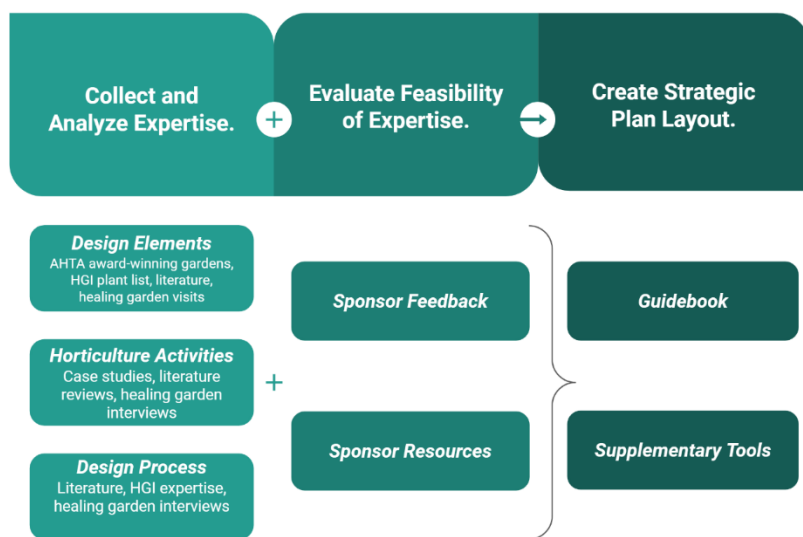 Collect and
Analyze Expertise.
+
Evaluate Feasibility
of Expertise.
Create Strategic
Plan Layout.
Design Elements
AHTA award-winning gardens,
HGI plant list, literature,
healing garden visits
Horticulture Activities
Case studies, literature
reviews, healing garden
interviews
Design Process
Literature, HGI expertise,
healing garden interviews
+
Sponsor Feedback
Sponsor Resources
Guidebook
Supplementary Tools